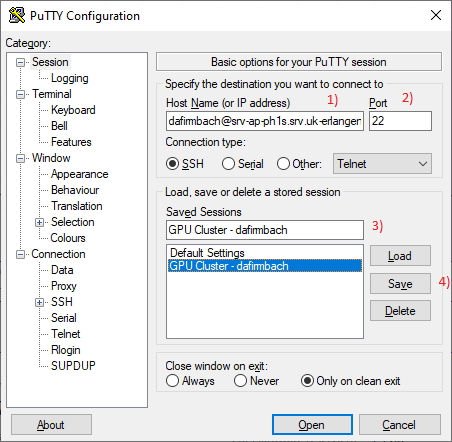 PuTTY Configuration
Category:
Session
Logging
Terminal
Keyboard
Bell
Features
Window
Appearance
Behaviour
Translation
Selection
Colours
Connection
Data
Proxy
SSH
Serial
Telnet
Rlogin
SUPDUP
Basic options for your PuTTY session
Specify the destination you want to connect to
Host Name (or IP address) 1) Port 2)
dafirmbach@srv-ap-ph1s.srv.uk-erlangen 22
Connection type:
SSH Serial Other: Telnet
Load, save or delete a stored session
Saved Sessions
GPU Cluster - dafirmbach 3)
Default Settings Load
GPU Cluster - dafirmbach
Save 4)
Delete
Close window on exit:
Always Never Only on clean exit
About Open Cancel